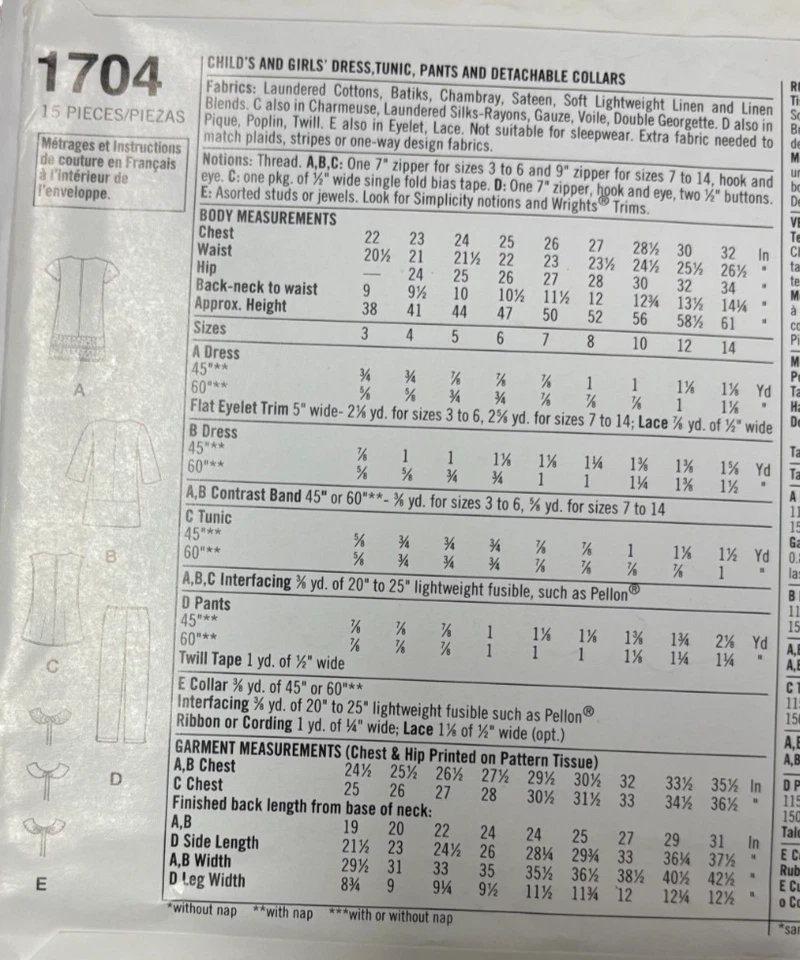 1704
15 PIECES/PIEZAS
Métrages et Instructions
de couture en Français
à l'intérieur de
l'enveloppe.
A
B
C
D
E
CHILD'S AND GIRLS' DRESS,TUNIC, PANTS AND DETACHABLE COLLARS
Fabrics: Laundered Cottons, Batiks, Chambray, Sateen, Soft Lightweight Linen and Linen
Blends. C also in Charmeuse, Laundered Silks-Rayons, Gauze, Voile, Double Georgette. D also in
Pique, Poplin, Twill. E also in Eyelet, Lace. Not suitable for sleepwear. Extra fabric needed to
match plaids, stripes or one-way design fabrics.
Notions: Thread. A,B,C: One 7" zipper for sizes 3 to 6 and 9" zipper for sizes 7 to 14, hook and
eye. C: one pkg. of ½" wide single fold bias tape. D: One 7" zipper, hook and eye, two ½" buttons.
E: Asorted studs or jewels. Look for Simplicity notions and Wrights® Trims.
BODY MEASUREMENTS
Chest 22 23 24 25 26 27 28½ 30 32 In
Waist 20½ 21 21½ 22 23 23½ 24½ 25½ 26½ "
Hip — 24 25 26 27 28 30 32 34 "
Back-neck to waist 9 9½ 10 10½ 11½ 12 12¾ 13½ 14¼ "
Approx. Height 38 41 44 47 50 52 56 58½ 61 "
Sizes 3 4 5 6 7 8 10 12 14
A Dress
45"** ¾ ¾ ⅞ ⅞ ⅞ 1 1 1⅛ 1⅛ Yd
60"** ⅝ ⅝ ¾ ¾ ⅞ ⅞ ⅞ 1 1⅛ "
Flat Eyelet Trim 5" wide- 2⅛ yd. for sizes 3 to 6, 2⅝ yd. for sizes 7 to 14; Lace ⅞ yd. of ½" wide
B Dress
45"** ⅞ 1 1 1⅛ 1⅛ 1¼ 1⅜ 1⅜ 1⅝ Yd
60"** ⅝ ⅝ ¾ ¾ 1 1 1¼ 1⅜ 1½ "
A,B Contrast Band 45" or 60"**- ⅜ yd. for sizes 3 to 6, ⅝ yd. for sizes 7 to 14
C Tunic
45"** ⅝ ¾ ¾ ¾ ⅞ ⅞ 1 1⅛ 1½ Yd
60"** ⅝ ¾ ¾ ¾ ⅞ ⅞ ⅞ ⅞ 1 "
A,B,C Interfacing ⅜ yd. of 20" to 25" lightweight fusible, such as Pellon®
D Pants
45"** ⅞ ⅞ ⅞ 1 1⅛ 1⅛ 1⅜ 1¾ 2⅛ Yd
60"** ⅞ ⅞ ⅞ 1 1 1 1⅛ 1¼ 1¼ "
Twill Tape 1 yd. of ½" wide
E Collar ⅜ yd. of 45" or 60"**
Interfacing ⅜ yd. of 20" to 25" lightweight fusible such as Pellon®
Ribbon or Cording 1 yd. of ¼" wide; Lace 1⅛ of ½" wide (opt.)
GARMENT MEASUREMENTS (Chest & Hip Printed on Pattern Tissue)
A,B Chest 24½ 25½ 26½ 27½ 29½ 30½ 32 33½ 35½ In
C Chest 25 26 27 28 30½ 31½ 33 34½ 36½ "
Finished back length from base of neck:
A,B 19 20 22 24 24 25 27 29 31 In
D Side Length 21½ 23 24½ 26 28¼ 29¾ 33 36¼ 37½ "
A,B Width 29½ 31 33 35 35½ 36½ 38½ 40½ 42½ "
D Leg Width 8¾ 9 9¼ 9½ 11½ 11¾ 12 12¼ 12½ "
*without nap **with nap ***with or without nap